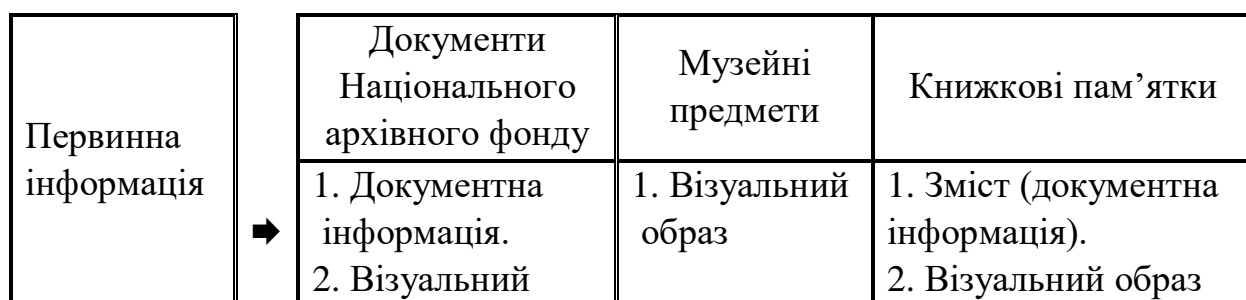 Первинна
інформація
🡆
Документи
Національного
архівного фонду
Музейні
предмети
Книжкові пам’ятки
1. Документна
інформація.
2. Візуальний
1. Візуальний
образ
1. Зміст (документна
інформація).
2. Візуальний образ